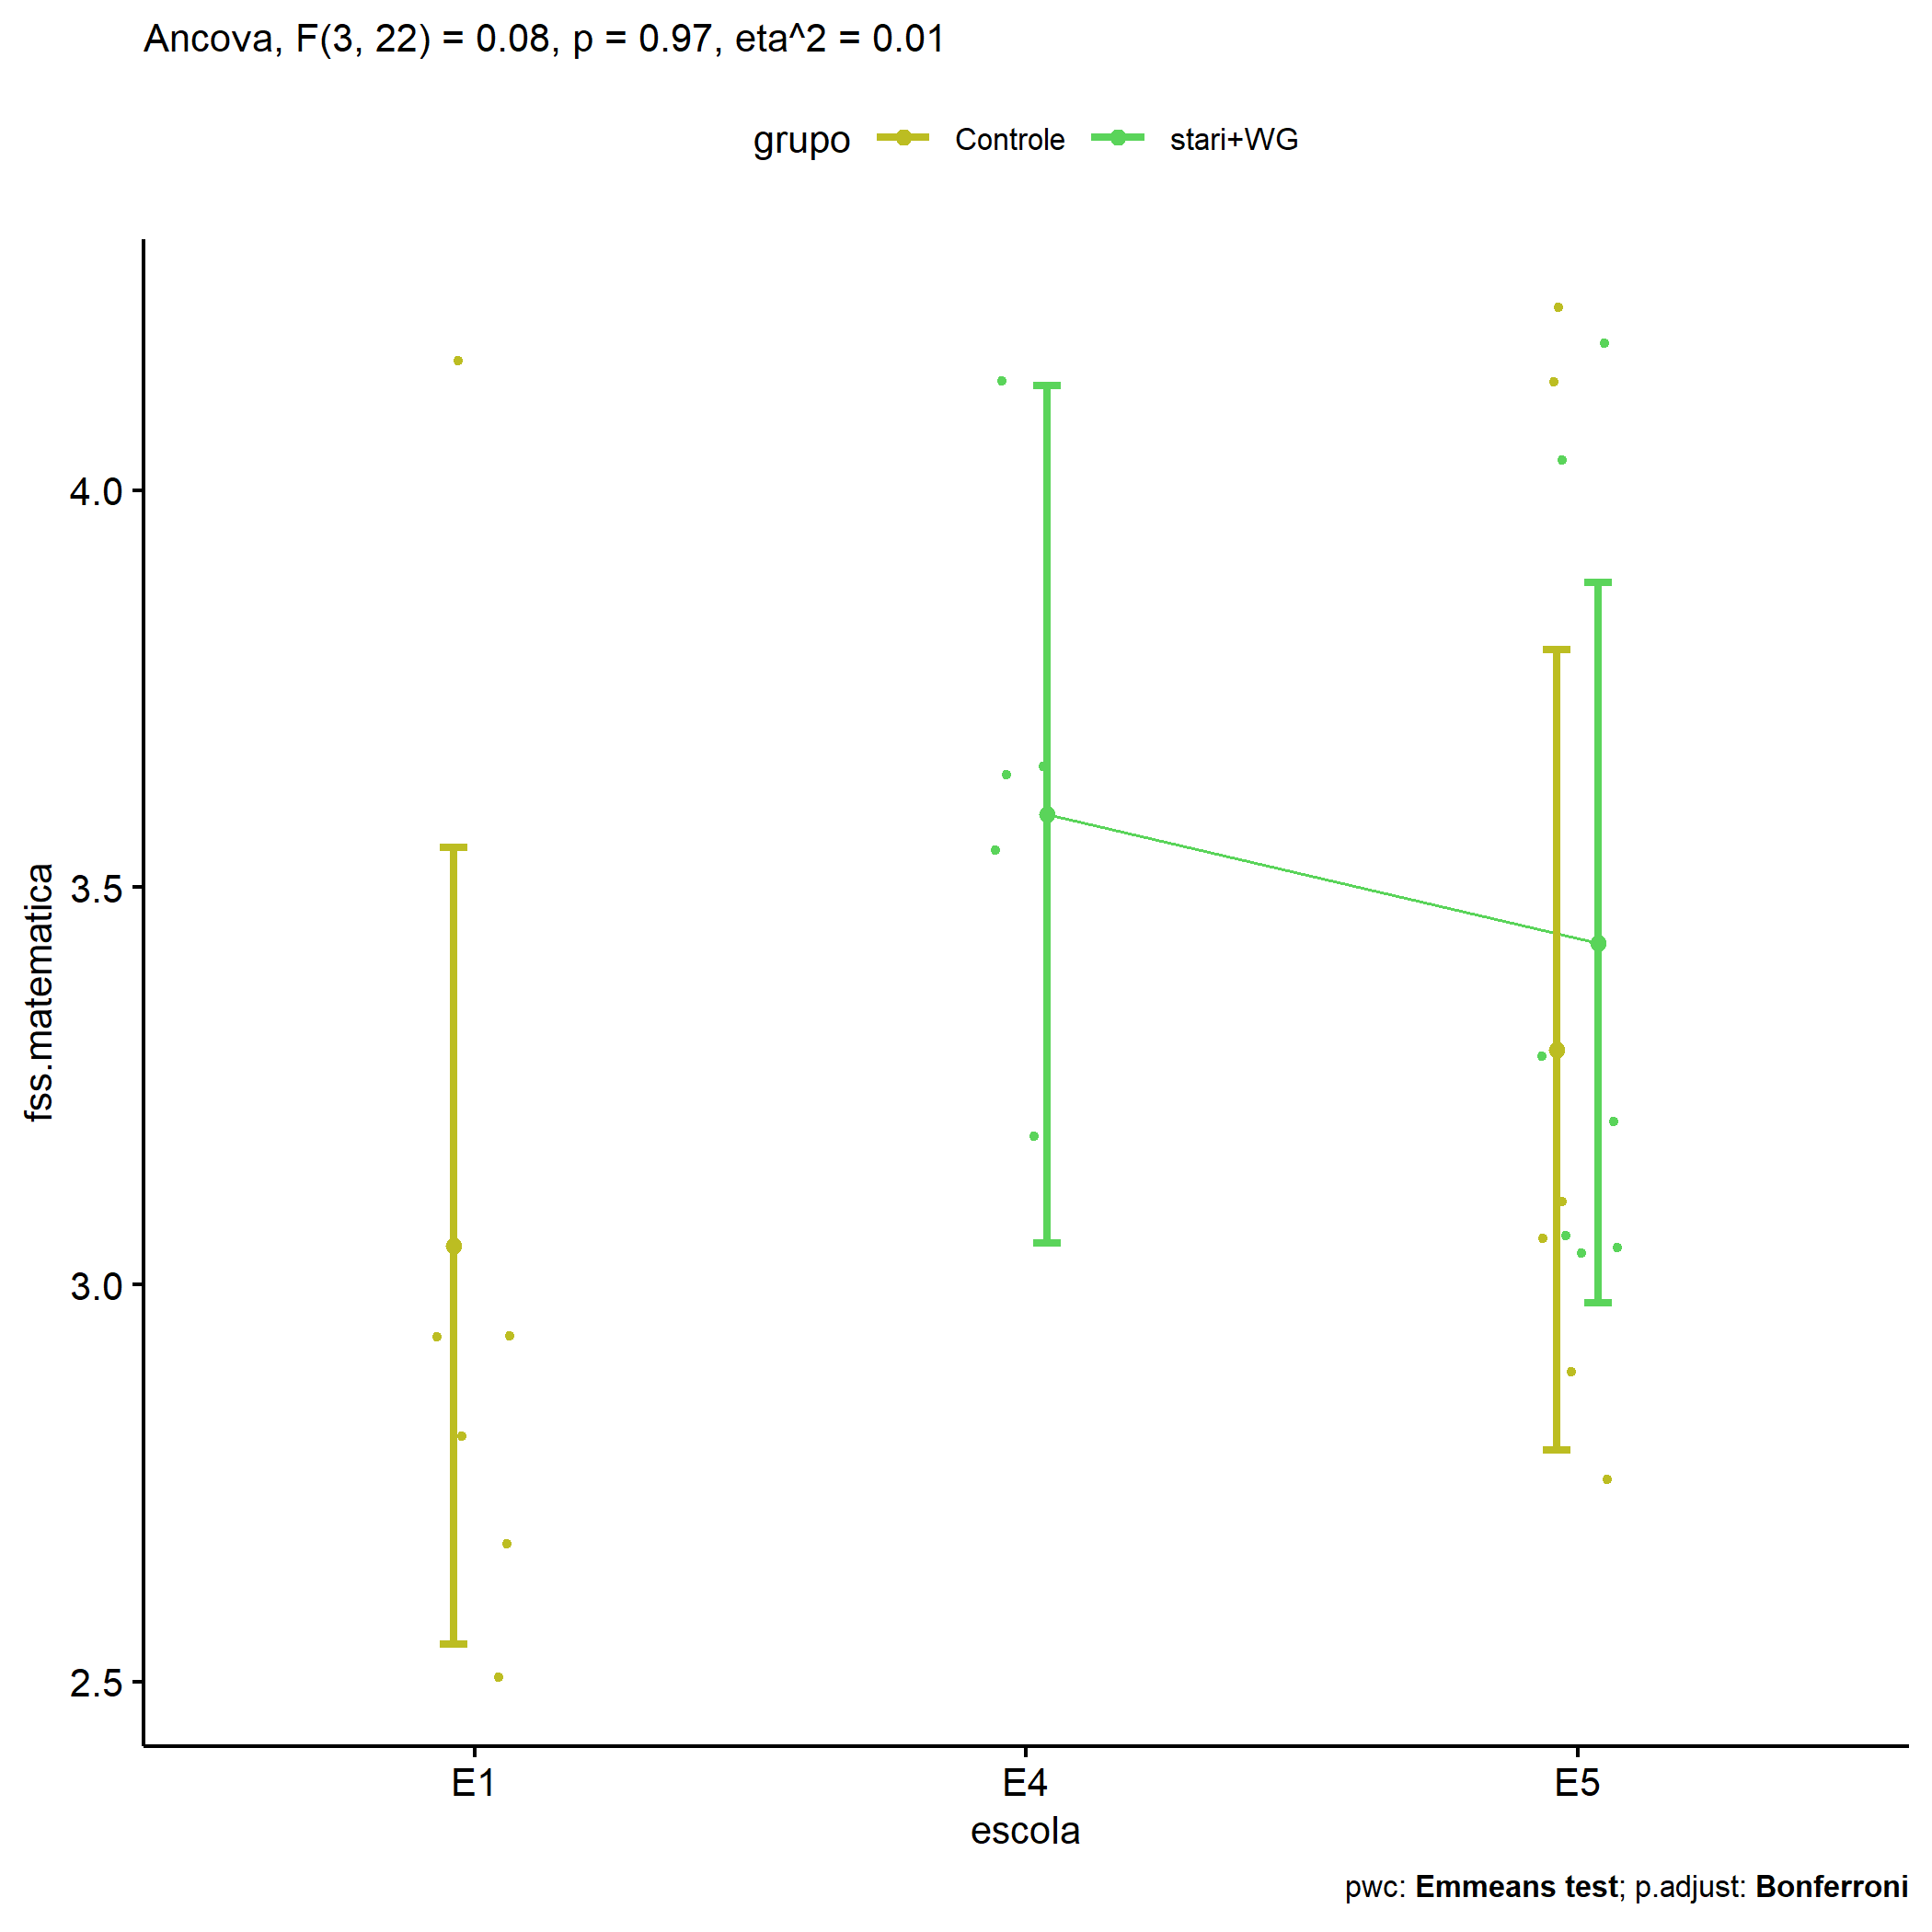 Ancova, F(3, 22) = 0.08, p = 0.97, eta^2 = 0.01
grupo Controle stari+WG
fss.matematica
4.0
3.5
3.0
2.5
E1 E4 E5
escola
pwc: Emmeans test; p.adjust: Bonferroni